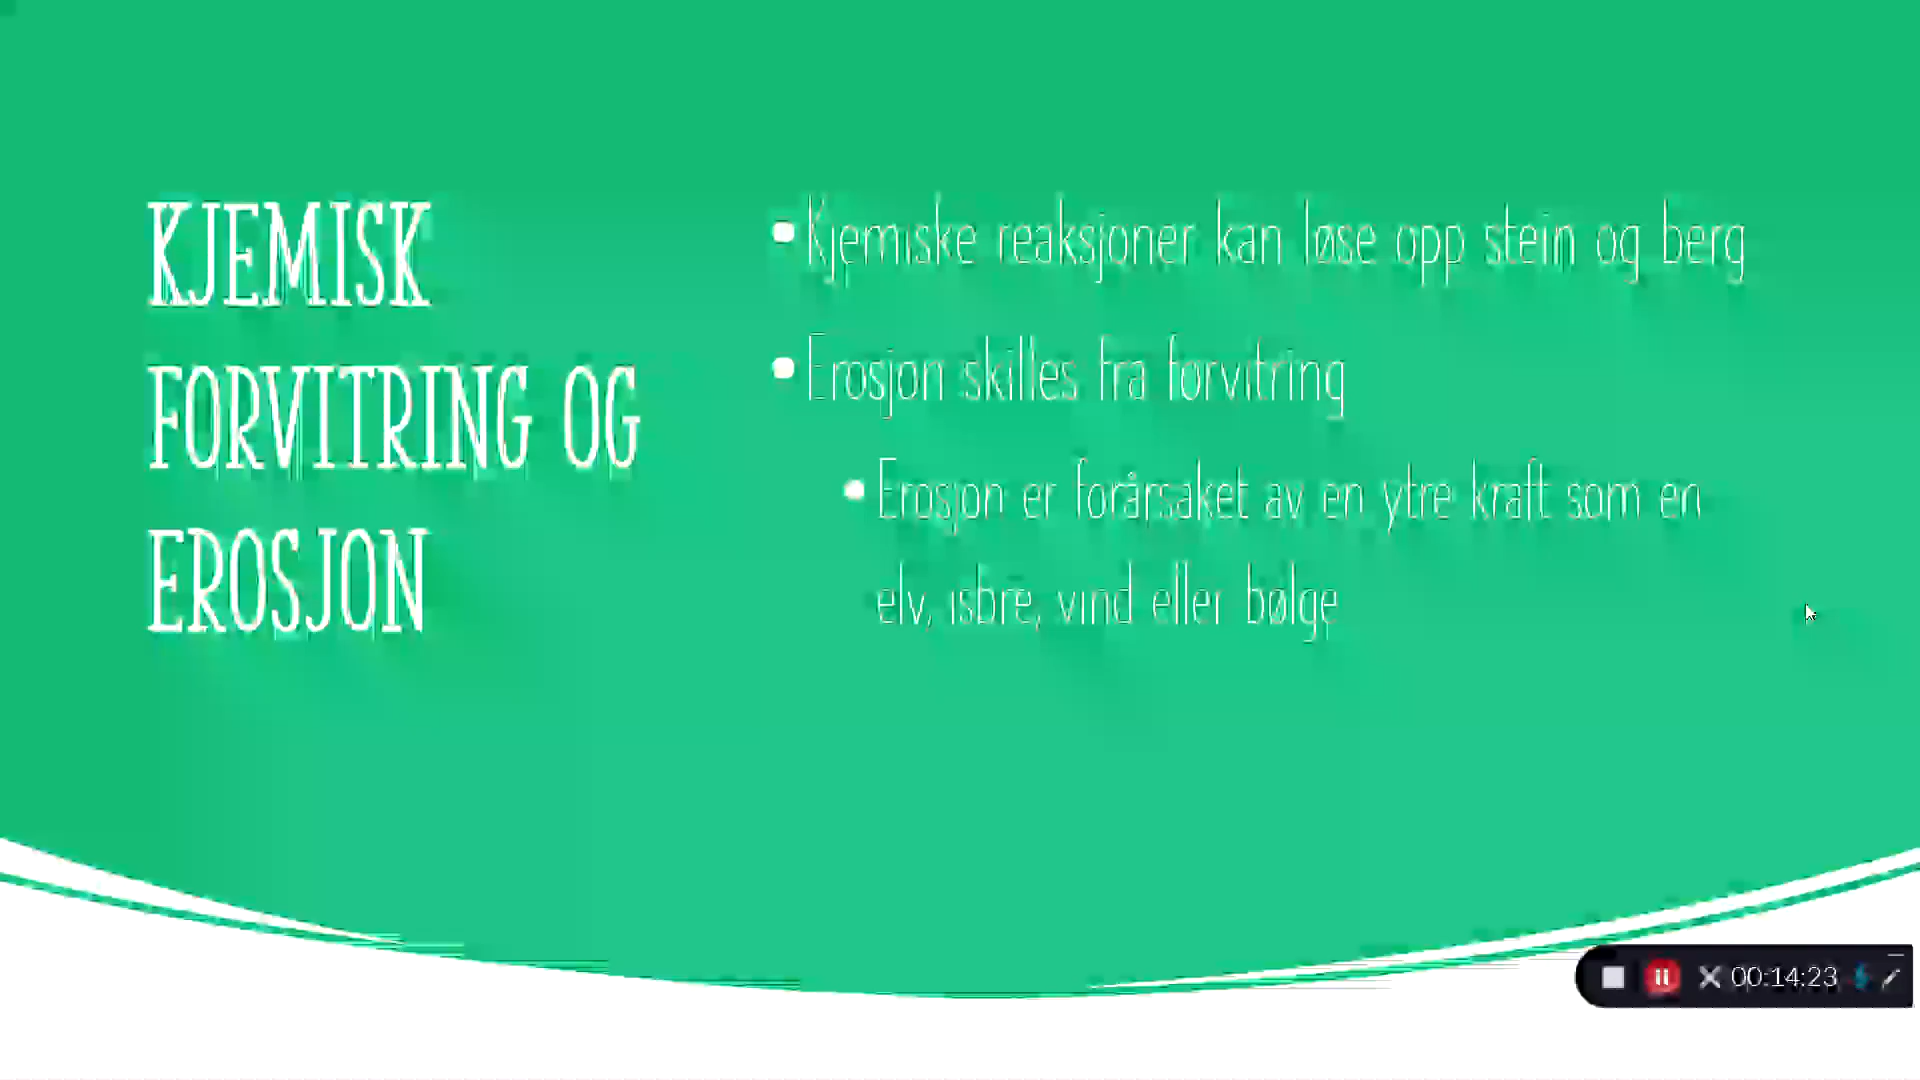 KJEMISK
FORVITRING OG
EROSJON
• Kjemiske reaksjoner kan løse opp stein og berg
• Erosjon skilles fra forvitring
• Erosjon er forårsaket av en ytre kraft som en
elv, isbre, vind eller bølge
00:14:23